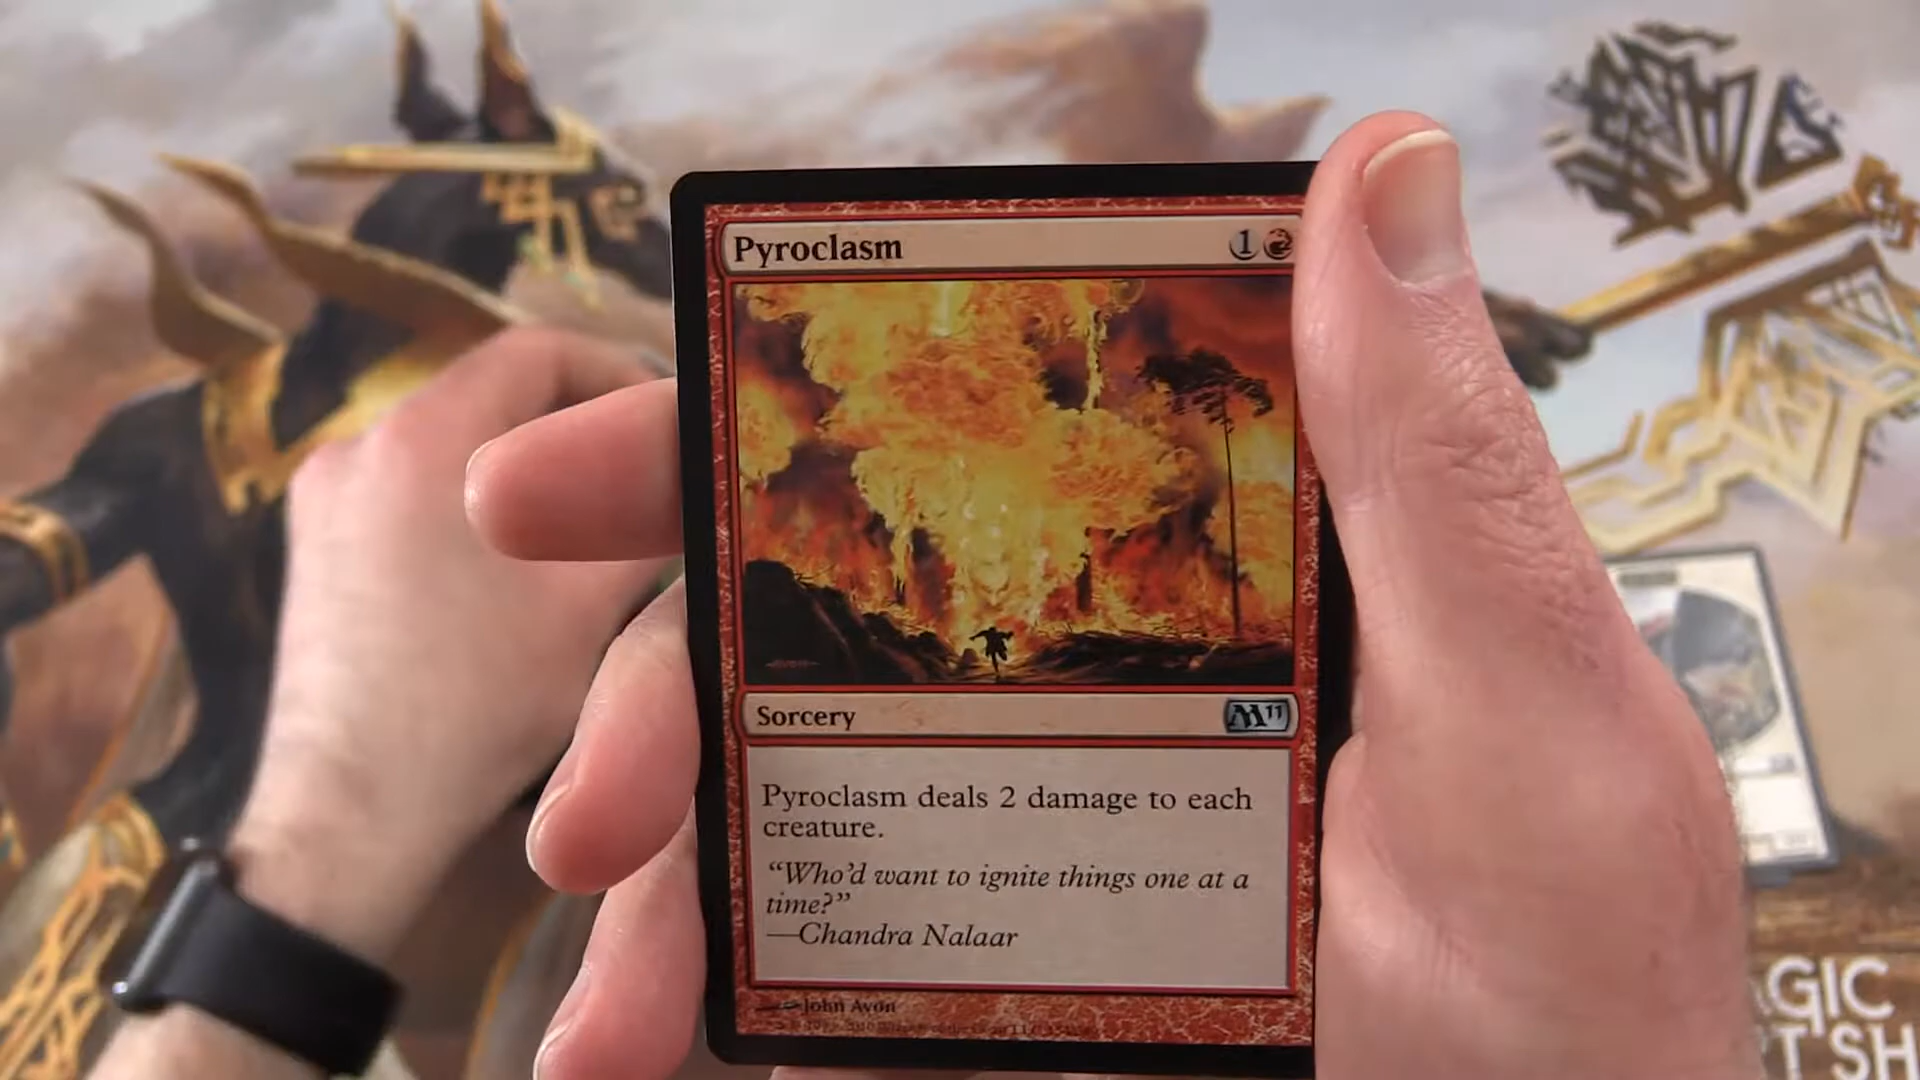 Pyroclasm 1
Sorcery M11
Pyroclasm deals 2 damage to each
creature.
“Who’d want to ignite things one at a
time?”
—Chandra Nalaar
John Avon
GIC
T SH